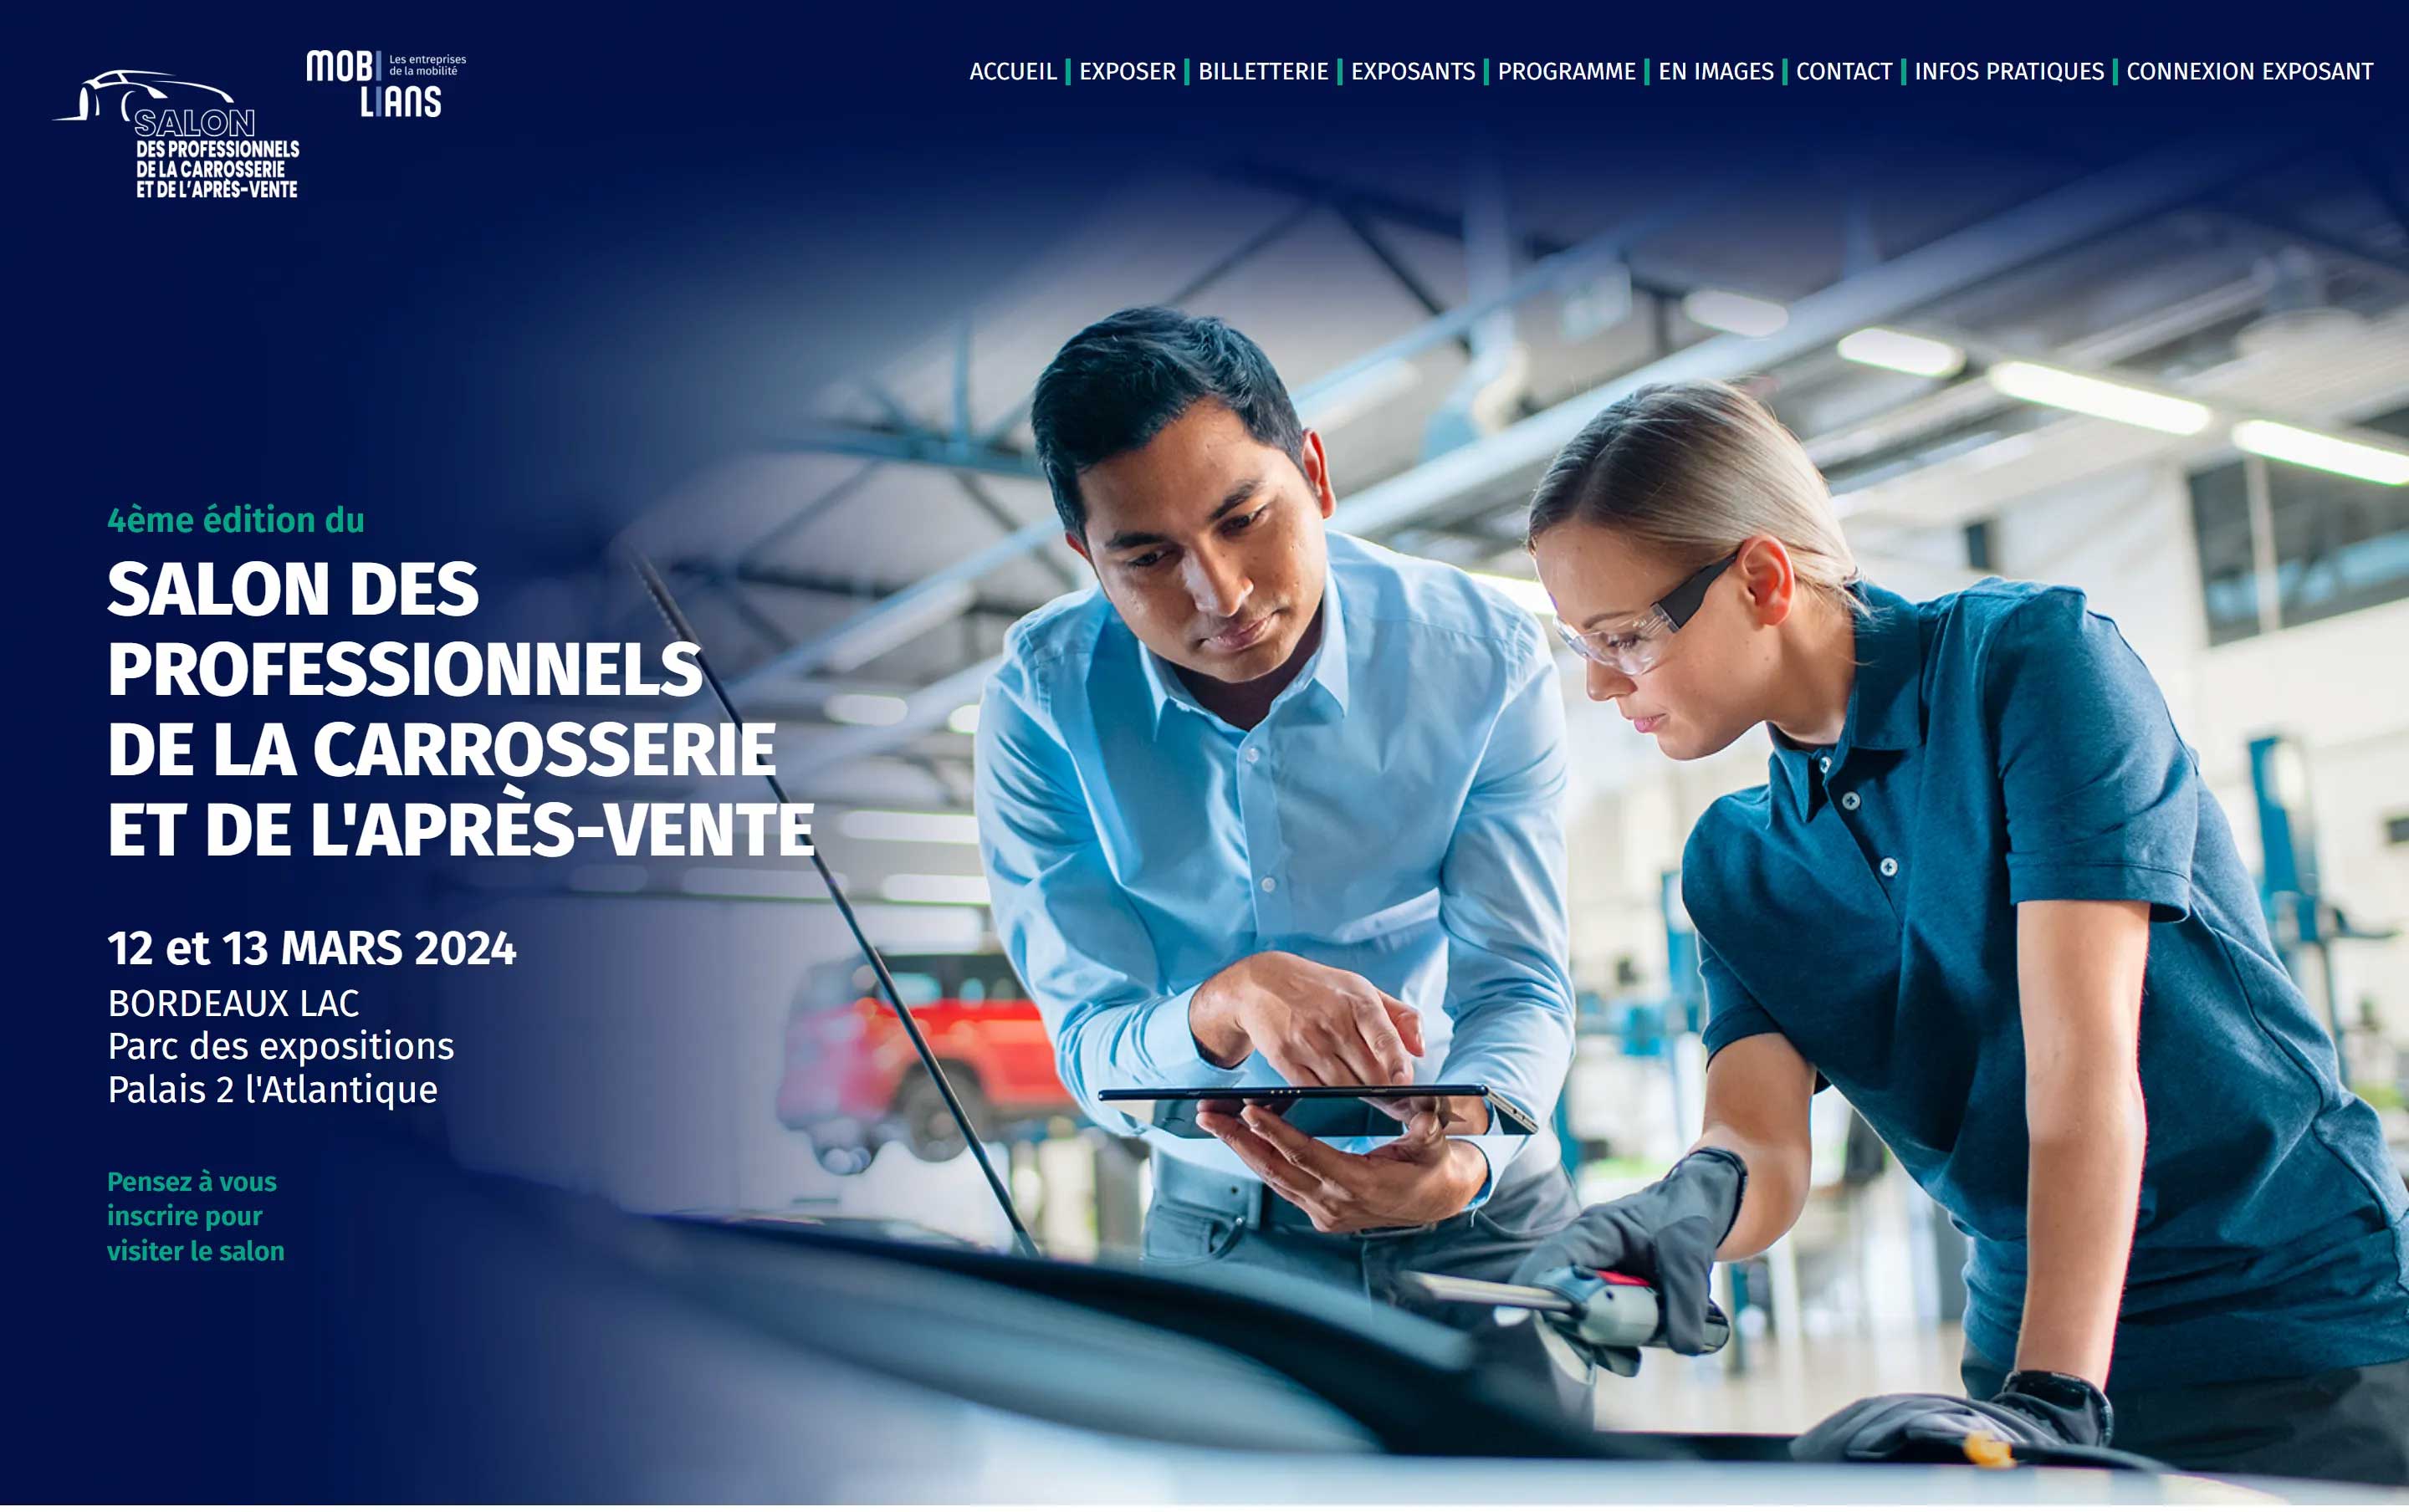 SALON
DES PROFESSIONNELS
DE LA CARROSSERIE
ET DE L'APRÈS-VENTE
MOBI
LIANS
Les entreprises
de la mobilité
ACCUEIL | EXPOSER | BILLETTERIE | EXPOSANTS | PROGRAMME | EN IMAGES | CONTACT | INFOS PRATIQUES | CONNEXION EXPOSANT
4ème édition du
SALON DES
PROFESSIONNELS
DE LA CARROSSERIE
ET DE L'APRÈS-VENTE
12 et 13 MARS 2024
BORDEAUX LAC
Parc des expositions
Palais 2 l'Atlantique
Pensez à vous
inscrire pour
visiter le salon